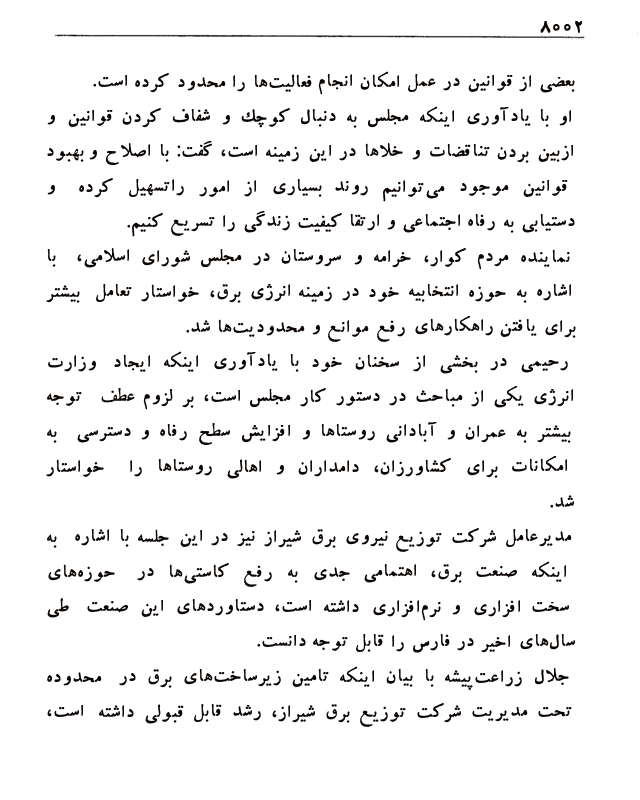 ۸۰۰۲
بعضی از قوانین در عمل امکان انجام فعالیت‌ها را محدود کرده است.
او با یادآوری اینکه مجلس به دنبال کوچك و شفاف کردن قوانین و
ازبین بردن تناقضات و خلاها در این زمینه است، گفت: با اصلاح و بهبود
قوانین موجود می‌توانیم روند بسیاری از امور راتسهیل کرده و
دستیابی به رفاه اجتماعی و ارتقا کیفیت زندگی را تسریع کنیم.
نماینده مردم کوار، خرامه و سروستان در مجلس شورای اسلامی، با
اشاره به حوزه انتخابیه خود در زمینه انرژی برق، خواستار تعامل بیشتر
برای یافتن راهکارهای رفع موانع و محدودیت‌ها شد.
رحیمی در بخشی از سخنان خود با یادآوری اینکه ایجاد وزارت
انرژی یکی از مباحث در دستور کار مجلس است، بر لزوم عطف توجه
بیشتر به عمران و آبادانی روستاها و افزایش سطح رفاه و دسترسی به
امکانات برای کشاورزان، دامداران و اهالی روستاها را خواستار
شد.
مدیرعامل شرکت توزیع نیروی برق شیراز نیز در این جلسه با اشاره به
اینکه صنعت برق، اهتمامی جدی به رفع کاستی‌ها در حوزه‌های
سخت افزاری و نرم‌افزاری داشته است، دستاوردهای این صنعت طی
سال‌های اخیر در فارس را قابل توجه دانست.
جلال زراعت‌پیشه با بیان اینکه تامین زیرساخت‌های برق در محدوده
تحت مدیریت شرکت توزیع برق شیراز، رشد قابل قبولی داشته است،